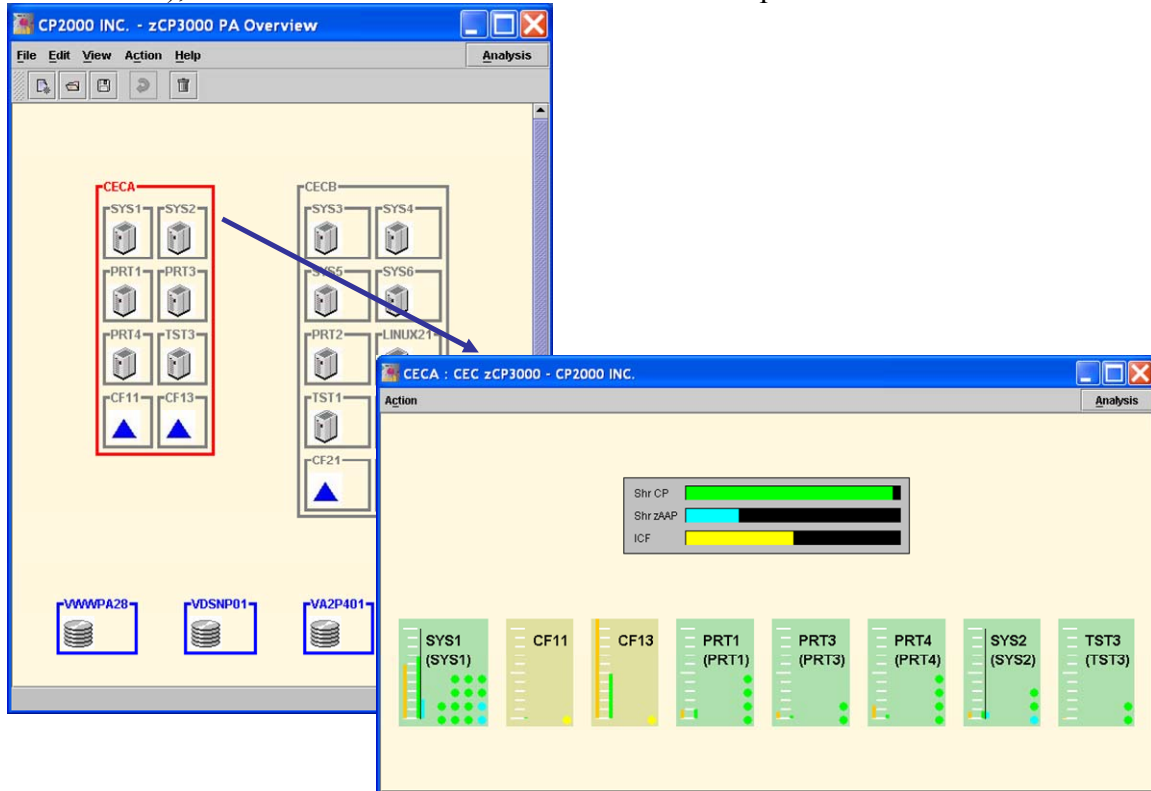 CP2000 INC. - zCP3000 PA Overview
File Edit View Action Help
Analysis
CECA
CECB
SYS1 SYS2
SYS3 SYS4
PRT1 PRT3
SYS5 SYS6
PRT4 TST3
PRT2 LINUX21
CF11 CF13
TST1
CF21
VWWPA28 VDSNP01 VA2P401
CECA : CEC zCP3000 - CP2000 INC.
Action
Analysis
Shr CP
Shr zAAP
ICF
SYS1 CF11 CF13 PRT1 PRT3 PRT4 SYS2 TST3
(SYS1) (PRT1) (PRT3) (PRT4) (SYS2) (TST3)